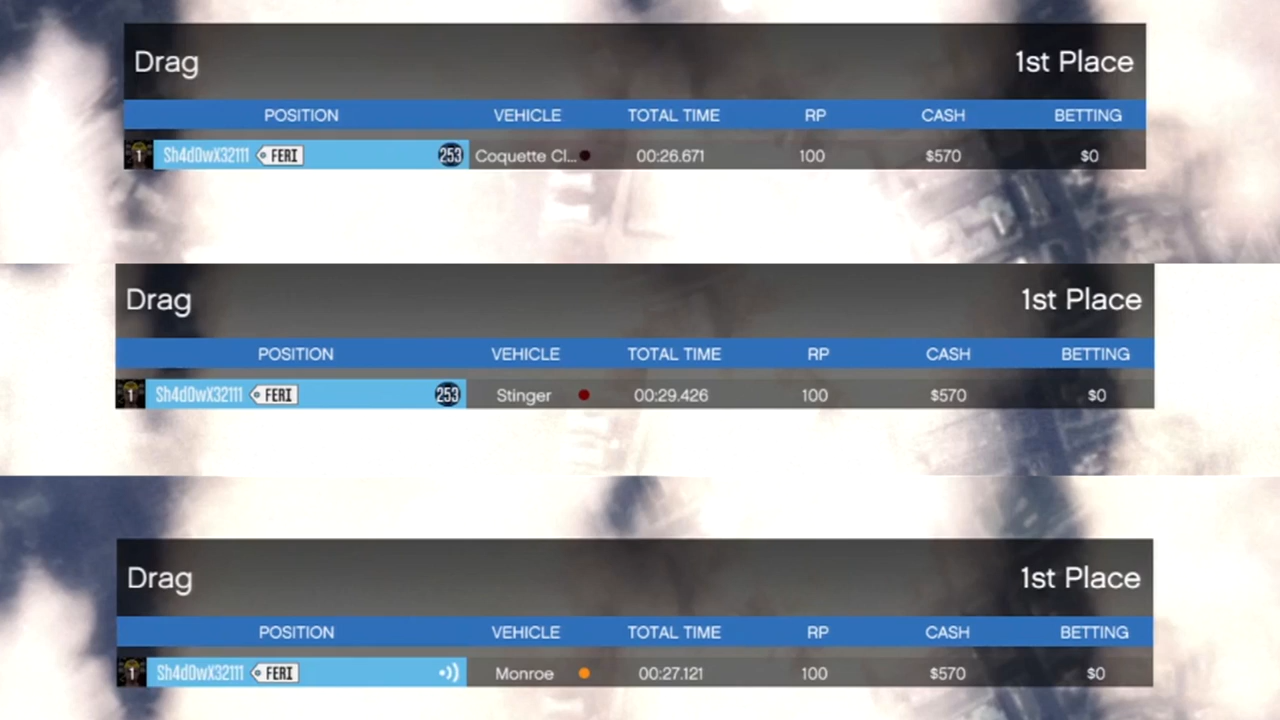 Drag 1st Place
POSITION VEHICLE TOTAL TIME RP CASH BETTING
1 Sh4d0wX32111 FERI 253 Coquette Cl... 00:26.671 100 $570 $0
Drag 1st Place
POSITION VEHICLE TOTAL TIME RP CASH BETTING
1 Sh4d0wX32111 FERI 253 Stinger 00:29.426 100 $570 $0
Drag 1st Place
POSITION VEHICLE TOTAL TIME RP CASH BETTING
1 Sh4d0wX32111 FERI Monroe 00:27.121 100 $570 $0